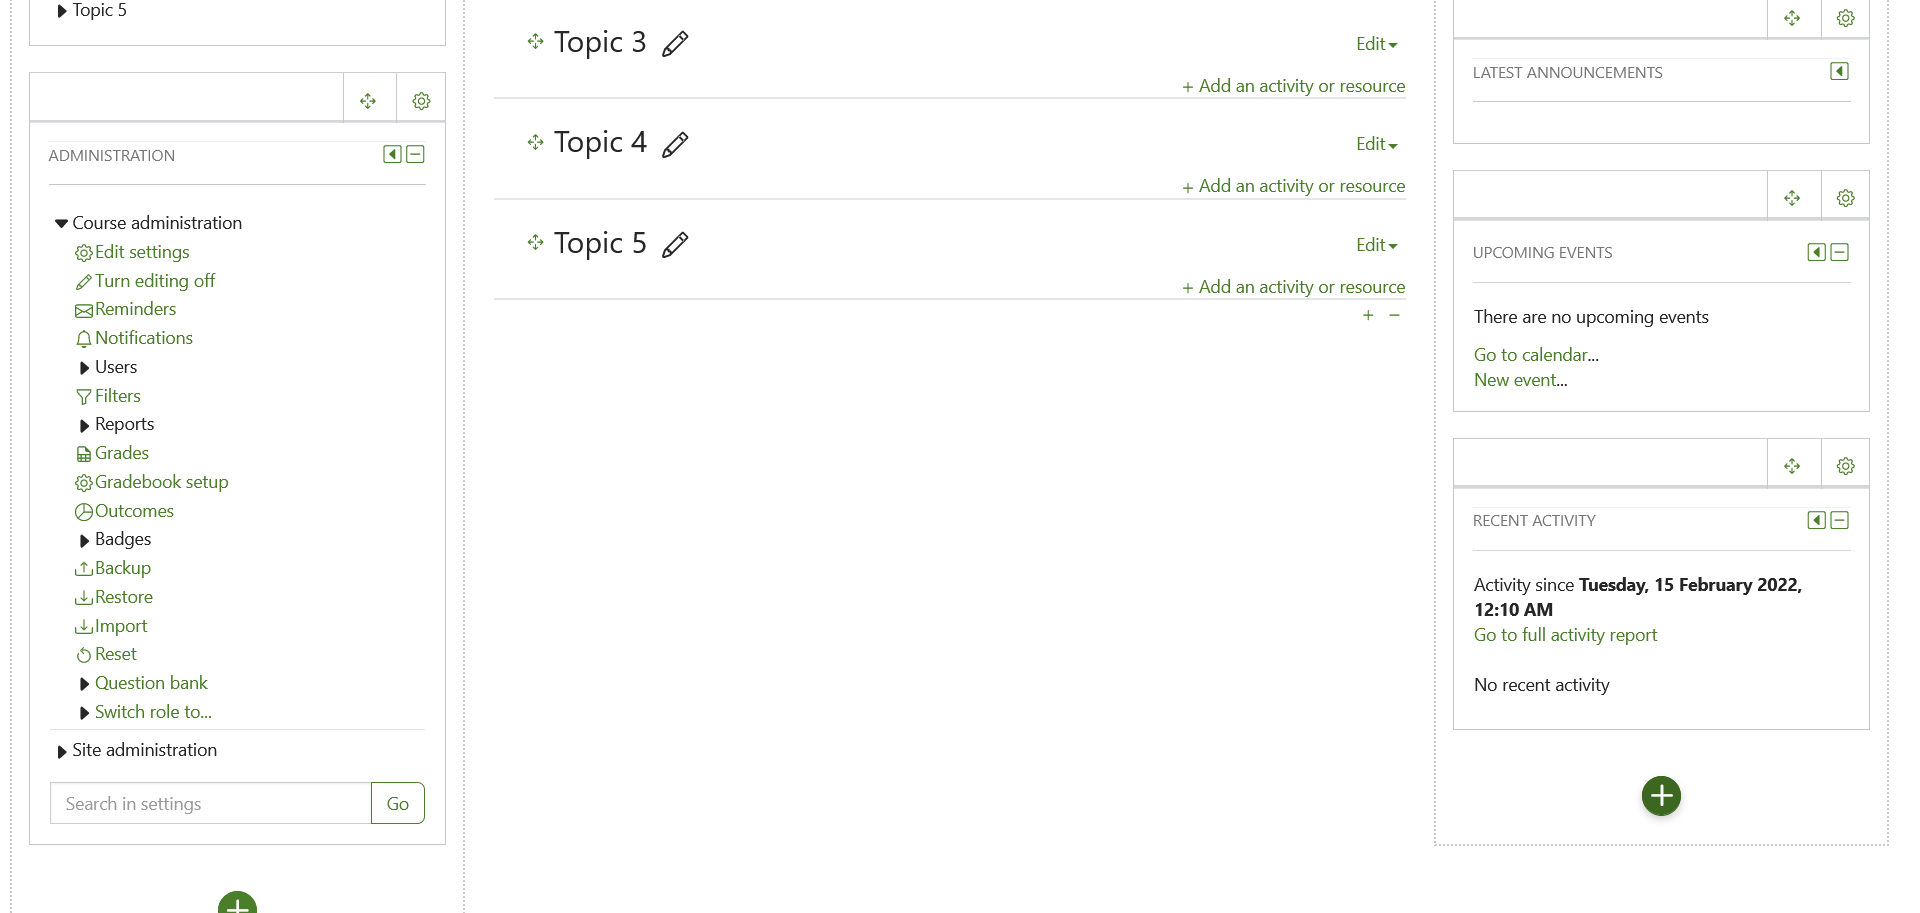 Topic 5
ADMINISTRATION
Course administration
Edit settings
Turn editing off
Reminders
Notifications
Users
Filters
Reports
Grades
Gradebook setup
Outcomes
Badges
Backup
Restore
Import
Reset
Question bank
Switch role to...
Site administration
Search in settings
Go
Topic 3
Edit
+ Add an activity or resource
Topic 4
Edit
+ Add an activity or resource
Topic 5
Edit
+ Add an activity or resource
LATEST ANNOUNCEMENTS
UPCOMING EVENTS
There are no upcoming events
Go to calendar...
New event...
RECENT ACTIVITY
Activity since Tuesday, 15 February 2022,
12:10 AM
Go to full activity report
No recent activity